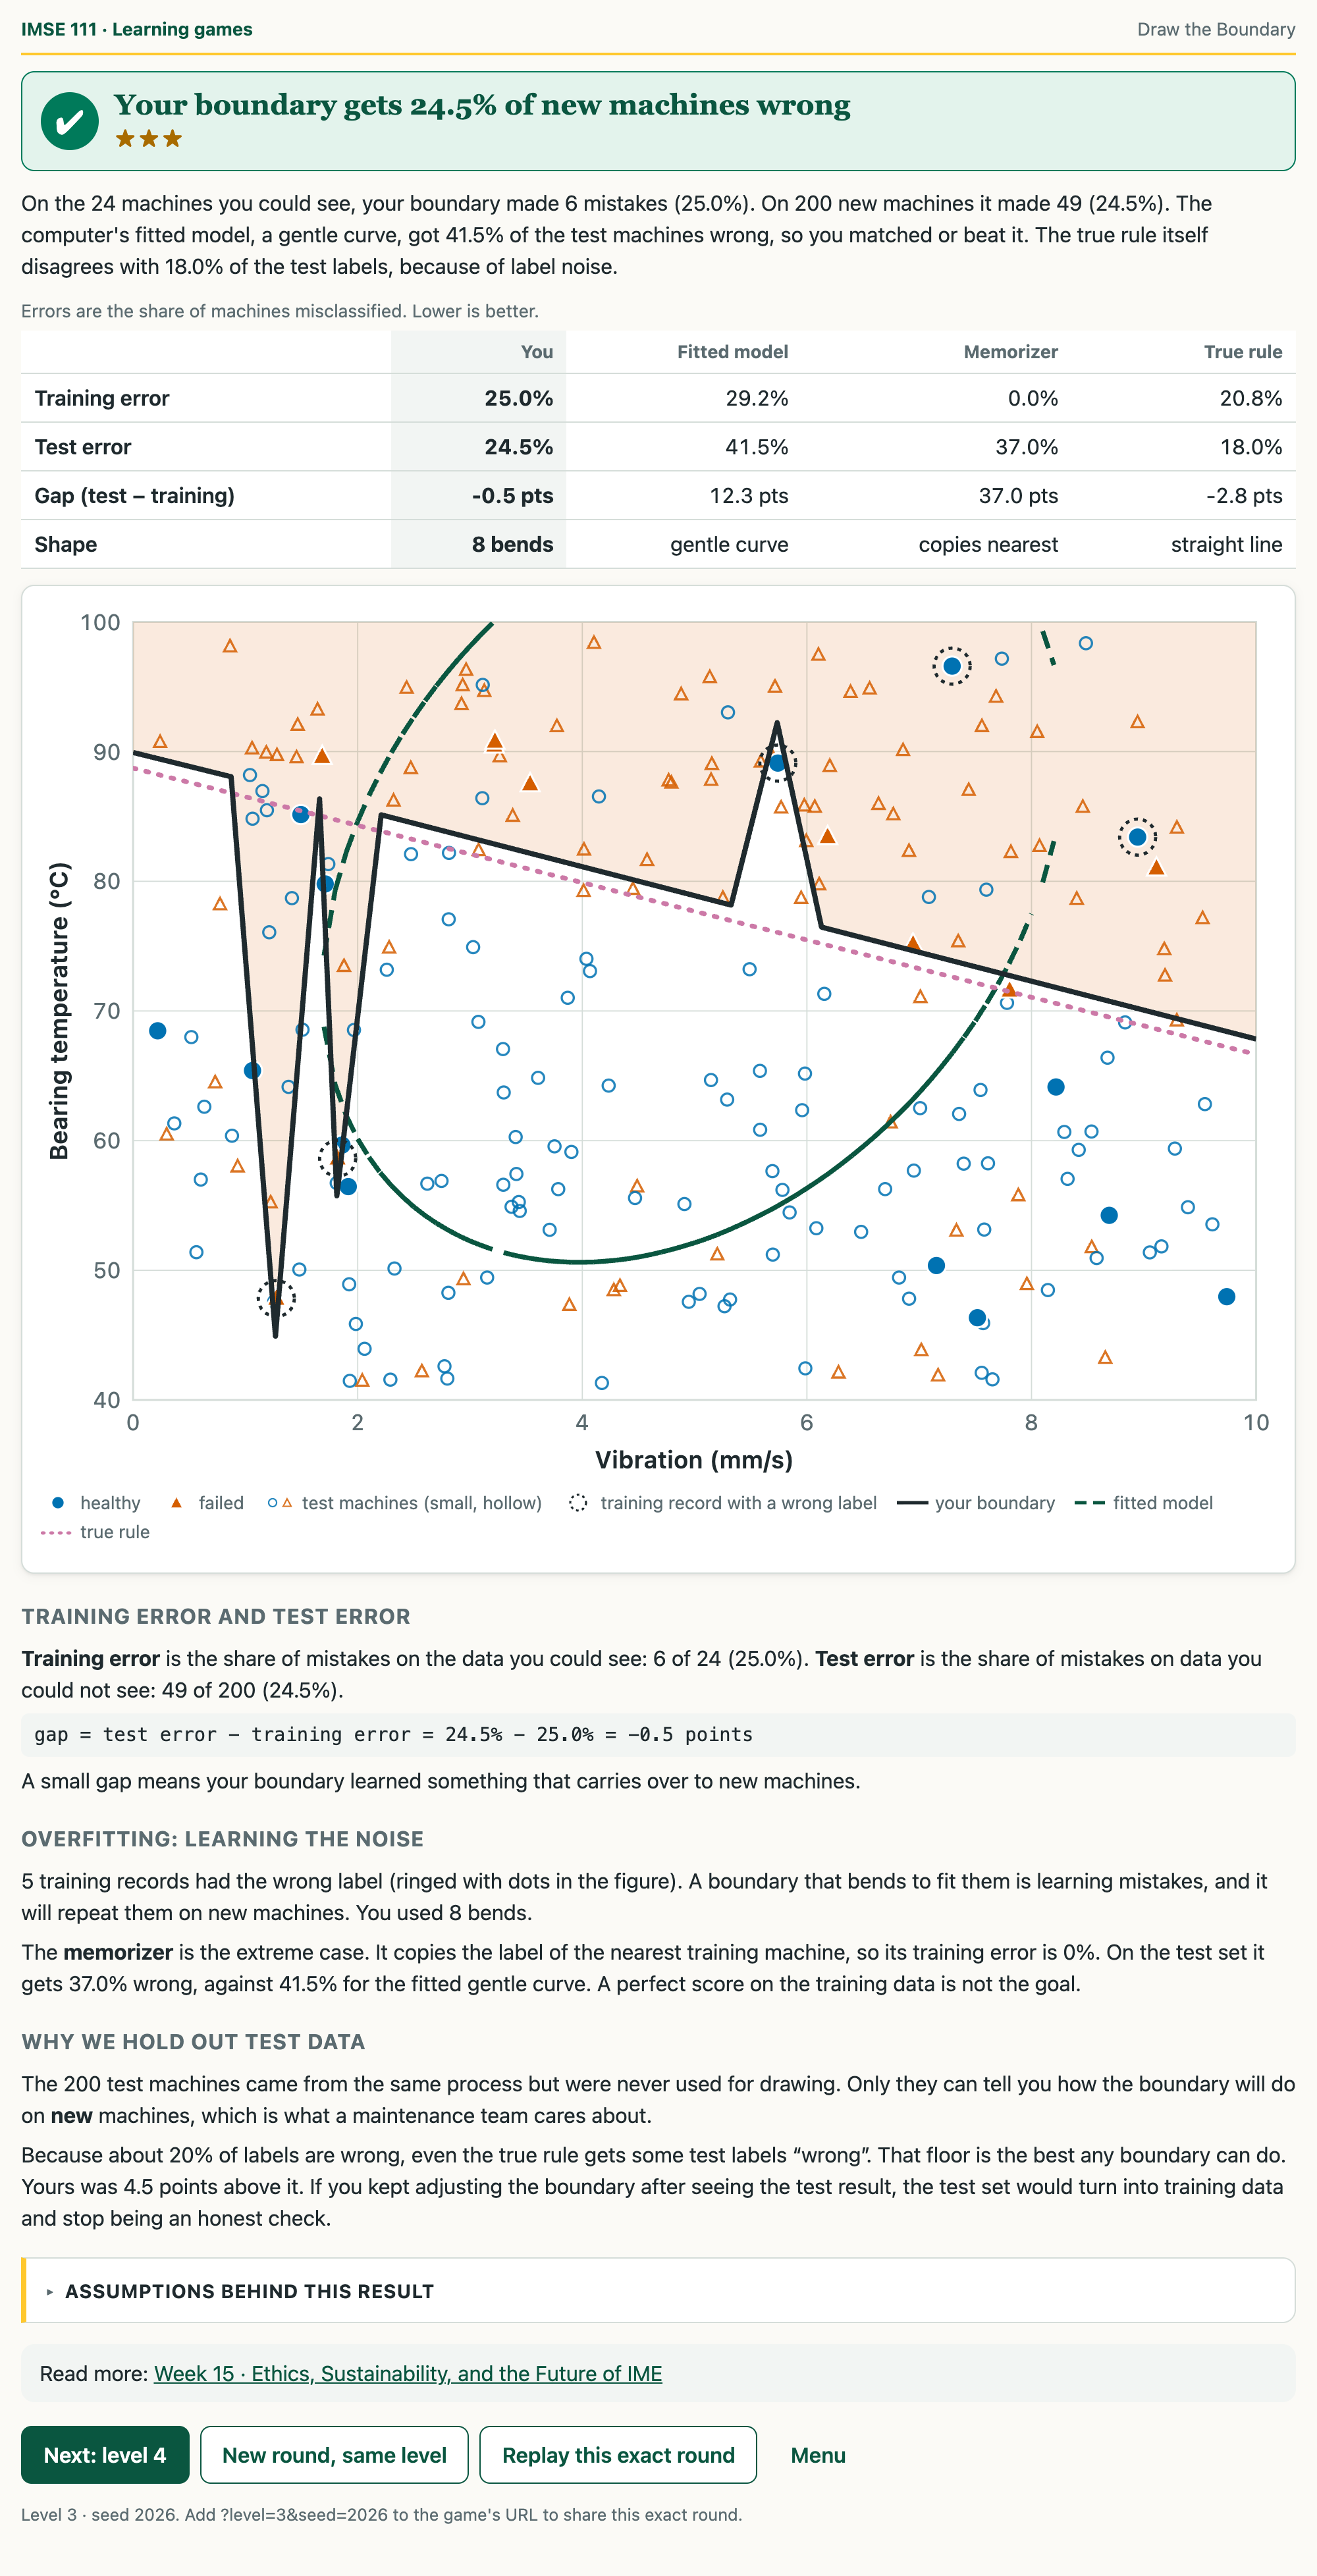 IMSE 111 · Learning games
Draw the Boundary
Your boundary gets 24.5% of new machines wrong
On the 24 machines you could see, your boundary made 6 mistakes (25.0%). On 200 new machines it made 49 (24.5%). The
computer's fitted model, a gentle curve, got 41.5% of the test machines wrong, so you matched or beat it. The true rule itself
disagrees with 18.0% of the test labels, because of label noise.
Errors are the share of machines misclassified. Lower is better.
You Fitted model Memorizer True rule
Training error 25.0% 29.2% 0.0% 20.8%
Test error 24.5% 41.5% 37.0% 18.0%
Gap (test – training) -0.5 pts 12.3 pts 37.0 pts -2.8 pts
Shape 8 bends gentle curve copies nearest straight line
100
90
80
70
60
50
40
Bearing temperature (°C)
0 2 4 6 8 10
Vibration (mm/s)
healthy failed test machines (small, hollow) training record with a wrong label your boundary fitted model
true rule
TRAINING ERROR AND TEST ERROR
Training error is the share of mistakes on the data you could see: 6 of 24 (25.0%). Test error is the share of mistakes on data you
could not see: 49 of 200 (24.5%).
gap = test error − training error = 24.5% − 25.0% = −0.5 points
A small gap means your boundary learned something that carries over to new machines.
OVERFITTING: LEARNING THE NOISE
5 training records had the wrong label (ringed with dots in the figure). A boundary that bends to fit them is learning mistakes, and it
will repeat them on new machines. You used 8 bends.
The memorizer is the extreme case. It copies the label of the nearest training machine, so its training error is 0%. On the test set it
gets 37.0% wrong, against 41.5% for the fitted gentle curve. A perfect score on the training data is not the goal.
WHY WE HOLD OUT TEST DATA
The 200 test machines came from the same process but were never used for drawing. Only they can tell you how the boundary will do
on new machines, which is what a maintenance team cares about.
Because about 20% of labels are wrong, even the true rule gets some test labels “wrong”. That floor is the best any boundary can do.
Yours was 4.5 points above it. If you kept adjusting the boundary after seeing the test result, the test set would turn into training data
and stop being an honest check.
ASSUMPTIONS BEHIND THIS RESULT
Read more: Week 15 · Ethics, Sustainability, and the Future of IME
Next: level 4 New round, same level Replay this exact round Menu
Level 3 · seed 2026. Add ?level=3&seed=2026 to the game's URL to share this exact round.